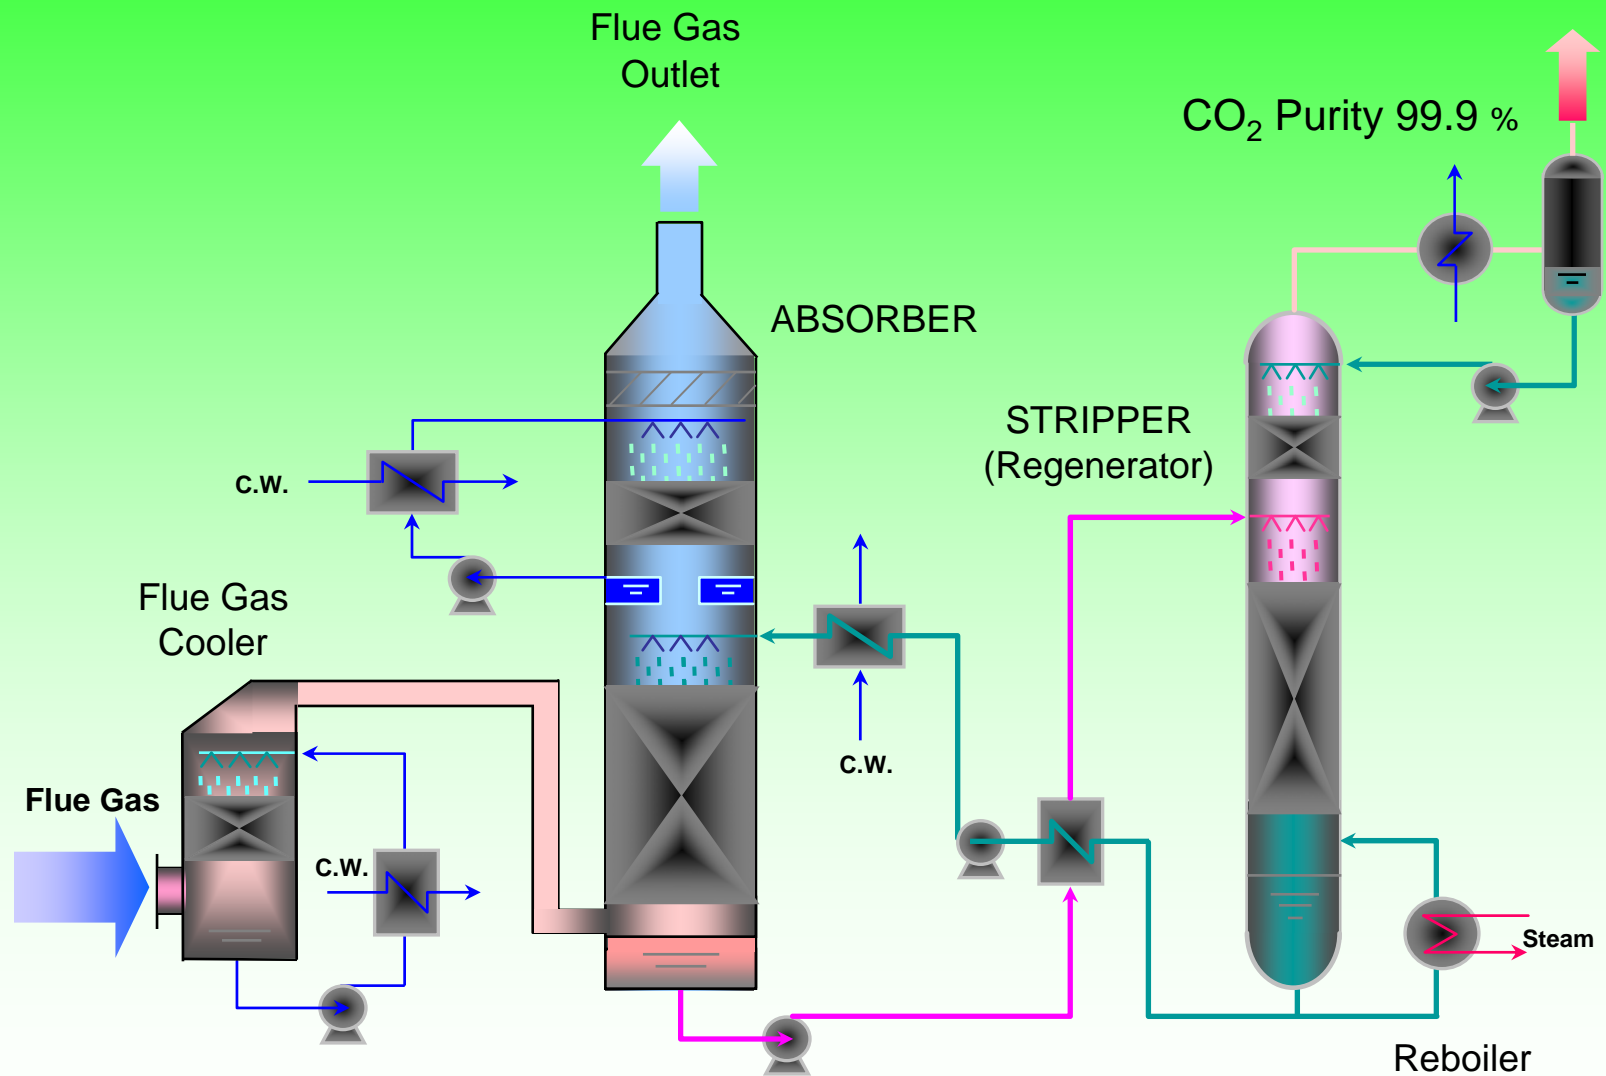 Flue Gas
Outlet
CO₂ Purity 99.9 %
ABSORBER
STRIPPER
(Regenerator)
C.W.
Flue Gas
Cooler
C.W.
Flue Gas
C.W.
Steam
Reboiler